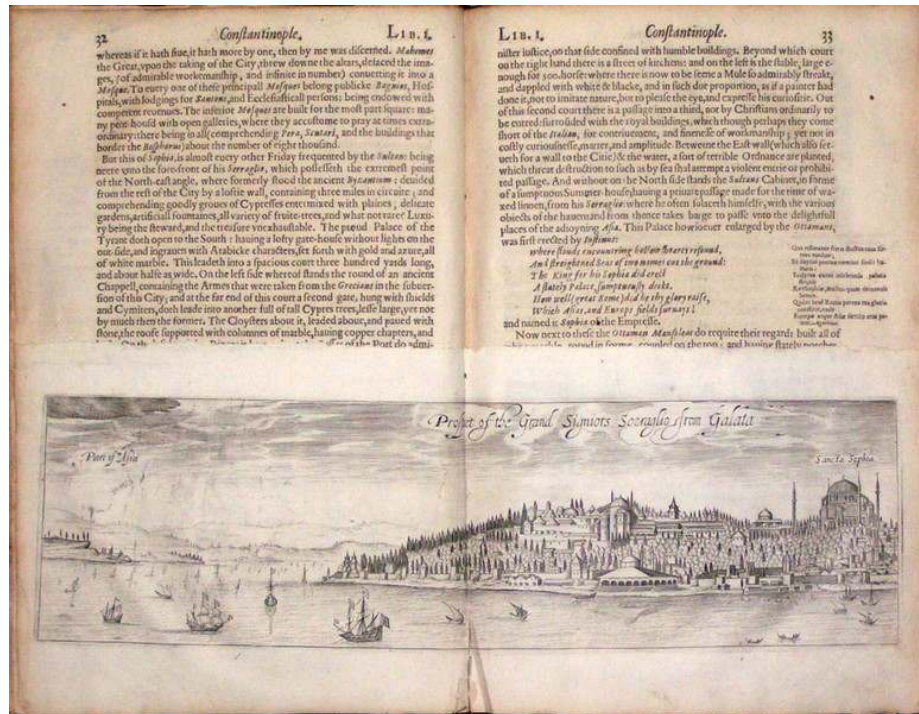 32 Constantinople. LIB. I.
whereas if it hath fiue, it hath more by one, then by me was discerned. Mahomet
the Great, vpon the taking of the City, threw downe the altars, defaced the ima-
ges, (of admirable workemanship, and infinite in number) conuerting it into a
Mosque. To euery one of these principall Mosques belong publicke Bagnios, Hos-
pitals, with lodgings for Santons, and Ecclesiasticall persons: being endowed with
competent reuenues. The inferior Mosques are built for the most part square: ma-
ny pent-housd with open galleries, where they accustome to pray at times extra-
ordinary: there being in all (comprehending Pera, Scutari, and the buildings that
border the Bosphorus) about the number of eight thousand.
But this of Sophia, is almost euery other Friday frequented by the Sultan: being
neere vnto the fore-front of his Serraglio, which possesseth the extremest point
of the North-east angle, where formerly stood the ancient Byzantium: deuided
from the rest of the City by a loftie wall, containing three miles in circuite; and
comprehending goodly groues of Cypresses entermixed with plaines; delicate
gardens, artificiall fountaines, all variety of fruite-trees, and what not rare? Luxu-
ry being the steward, and the treasure vnexhaustable. The proud Palace of the
Tyrant doth open to the South: hauing a lofty gate-house without lights on the
out-side, and ingrauen with Arabicke characters, set forth with gold and azure, all
of white marble. This leadeth into a spacious court three hundred yards long,
and about halfe as wide. On the left side whereof stands the round of an ancient
Chappell, containing the Armes that were taken from the Grecians in the subuer-
sion of this City; and at the far end of this court a second gate, hung with shields
and Cymiters, doth leade into another full of tall Cypres trees, lesse large, yet not
by much then the former. The Cloysters about it, leaded aboue, and paued with
stone, the roofe supported with columnes of marble, hauing copper chapters, and
LIB. I. Constantinople. 33
nister iustice, on that side confined with humble buildings. Beyond which court
on the right hand there is a street of kitchens: and on the left is the stable, large e-
nough for 500. horse: where there is now to be seene a Mule so admirably streakt,
and dappled with white & blacke, and in such dot proportion, as if a painter had
done it, not to imitate nature, but to please the eye, and expresse his curiositie. Out
of this second court there is a passage into a third, not by Christians ordinarily to
be entred: surrouded with the royal buildings, which though perhaps they come
short of the Italian, for contriuement, and finenesse of workmanship; yet not in
costly curiousnesse, matter, and amplitude. Betweene the East wall (which also ser-
ueth for a wall to the Citie) & the water, a sort of terrible Ordnance are planted,
which threat destruction to such as by sea shal attempt a violent entrie or prohibi-
ted passage. And without on the North side stands the Sultans Cabinet, in forme
of a sumptuous Summer-house; hauing a priuate passage made for the time of wa-
xed linnen, from his Serraglio: where he often solaceth himselfe, with the various
obiects of the hauen: and from thence takes barge to passe vnto the delightfull
places of the adioyning Asia. This Palace howsoeuer enlarged by the Ottamans,
was first erected by Iustinus:
Where
And streightned Seas of two names cut the ground:
The King for his Sophia did erect
A stately Palace, sumptuously deckt.
How well (great Rome) do
Which Asias, and Europs fields surnays!
and named it Sophia of the Empresse.
Now next to these the Ottoman Mansoleas do require their regard: built all of
Prospct of the Grand Signiors Seeraglio from Galata
Part of Asia
Sancta Sophia